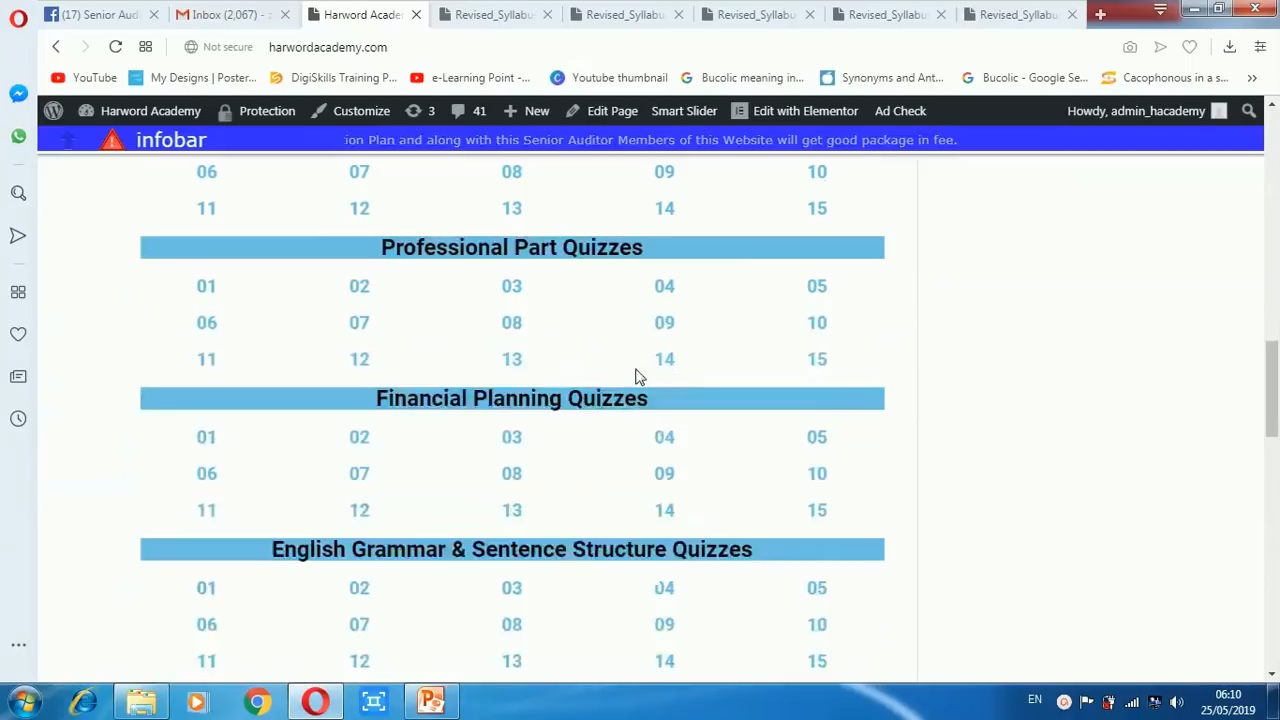 (17) Senior Aud
Inbox (2,067) -
Harword Acade
Revised_Syllabu
Revised_Syllabu
Revised_Syllabu
Revised_Syllabu
Revised_Syllabu
Not secure
harwordacademy.com
YouTube
My Designs | Poster...
DigiSkills Training P...
e-Learning Point -...
Youtube thumbnail
Bucolic meaning in...
Synonyms and Ant...
Bucolic - Google Se...
Cacophonous in a s...
Harword Academy
Protection
Customize
3
41
New
Edit Page
Smart Slider
Edit with Elementor
Ad Check
Howdy, admin_hacademy
infobar
ion Plan and along with this Senior Auditor Members of this Website will get good package in fee.
06 07 08 09 10
11 12 13 14 15
Professional Part Quizzes
01 02 03 04 05
06 07 08 09 10
11 12 13 14 15
Financial Planning Quizzes
01 02 03 04 05
06 07 08 09 10
11 12 13 14 15
English Grammar & Sentence Structure Quizzes
01 02 03 04 05
06 07 08 09 10
11 12 13 14 15
EN
06:10
25/05/2019